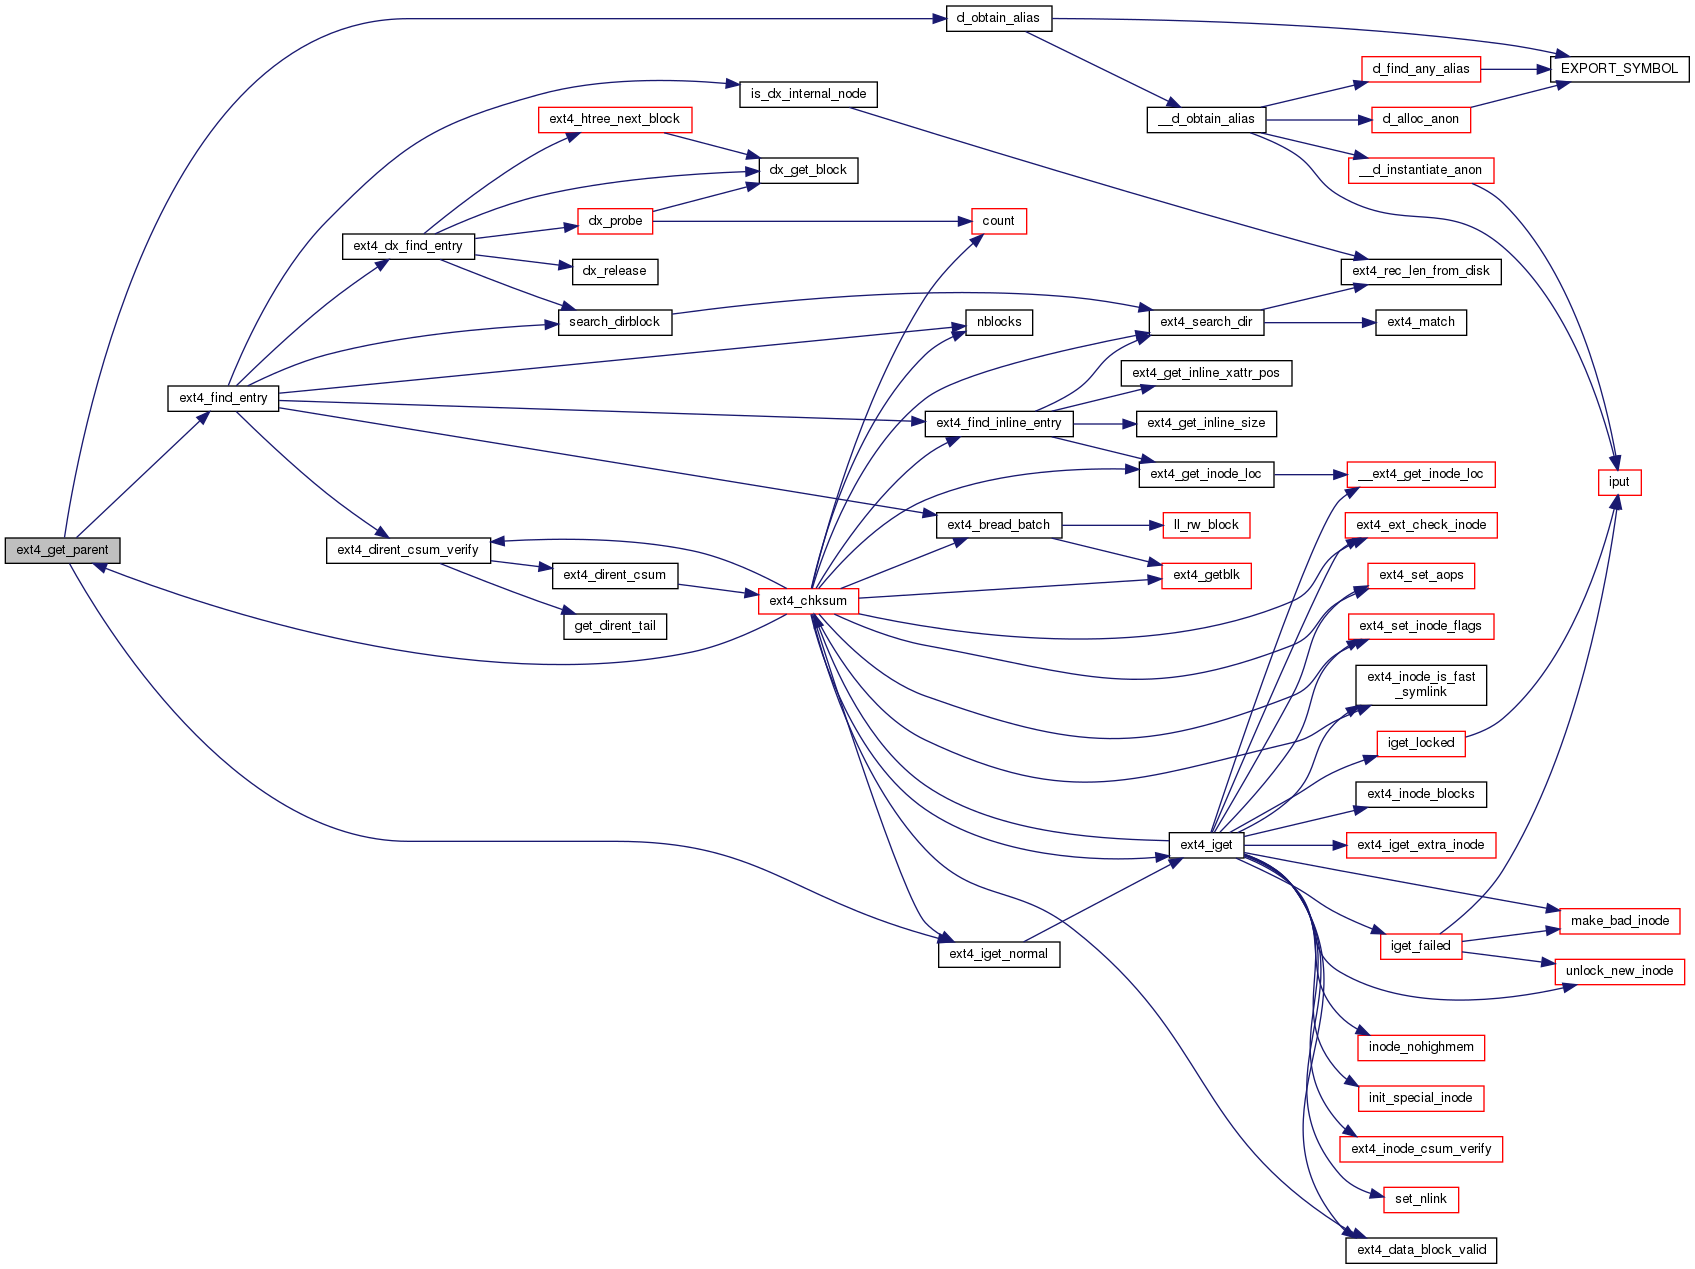 d_obtain_alias
d_find_any_alias
EXPORT_SYMBOL
is_dx_internal_node
ext4_htree_next_block
__d_obtain_alias
d_alloc_anon
dx_get_block
__d_instantiate_anon
dx_probe
count
ext4_dx_find_entry
dx_release
ext4_rec_len_from_disk
search_dirblock
nblocks
ext4_search_dir
ext4_match
ext4_get_inline_xattr_pos
ext4_find_entry
ext4_find_inline_entry
ext4_get_inline_size
ext4_get_inode_loc
__ext4_get_inode_loc
iput
ext4_bread_batch
ll_rw_block
ext4_ext_check_inode
ext4_get_parent
ext4_dirent_csum_verify
ext4_dirent_csum
ext4_getblk
ext4_set_aops
ext4_chksum
get_dirent_tail
ext4_set_inode_flags
ext4_inode_is_fast
_symlink
iget_locked
ext4_inode_blocks
ext4_iget
ext4_iget_extra_inode
make_bad_inode
iget_failed
ext4_iget_normal
unlock_new_inode
inode_nohighmem
init_special_inode
ext4_inode_csum_verify
set_nlink
ext4_data_block_valid